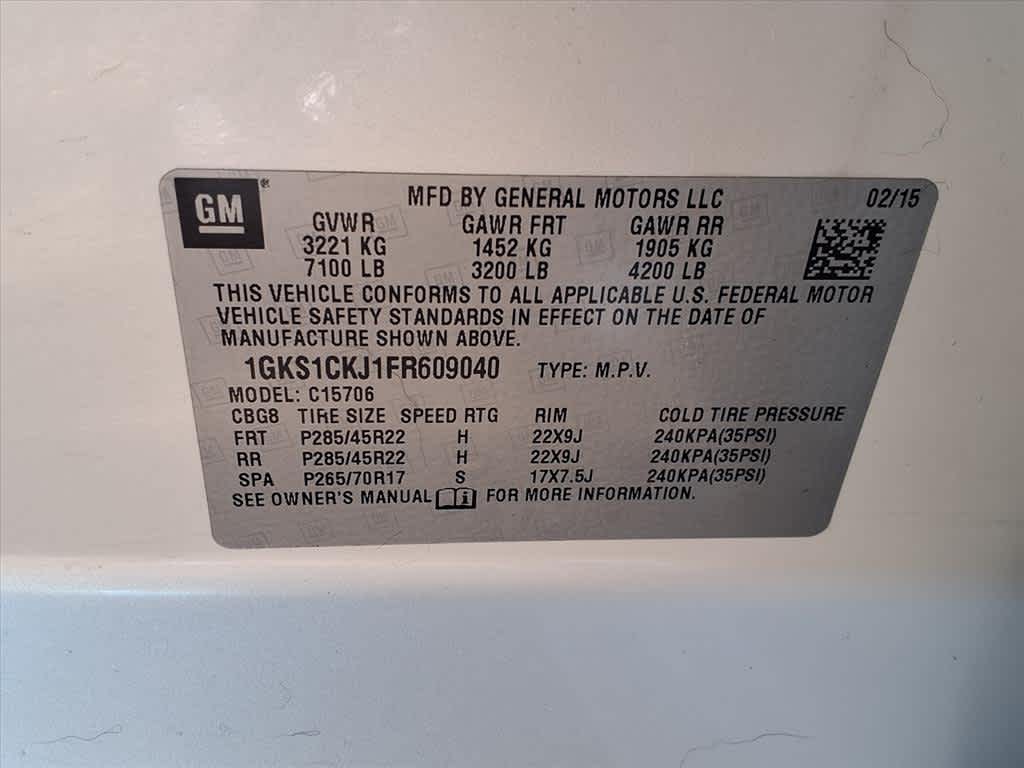 GM® MFD BY GENERAL MOTORS LLC 02/15
GVWR GAWR FRT GAWR RR
3221 KG 1452 KG 1905 KG
7100 LB 3200 LB 4200 LB
THIS VEHICLE CONFORMS TO ALL APPLICABLE U.S. FEDERAL MOTOR
VEHICLE SAFETY STANDARDS IN EFFECT ON THE DATE OF
MANUFACTURE SHOWN ABOVE.
1GKS1CKJ1FR609040 TYPE: M.P.V.
MODEL: C15706
CBG8 TIRE SIZE SPEED RTG RIM COLD TIRE PRESSURE
FRT P285/45R22 H 22X9J 240KPA(35PSI)
RR P285/45R22 H 22X9J 240KPA(35PSI)
SPA P265/70R17 S 17X7.5J 240KPA(35PSI)
SEE OWNER'S MANUAL i FOR MORE INFORMATION.